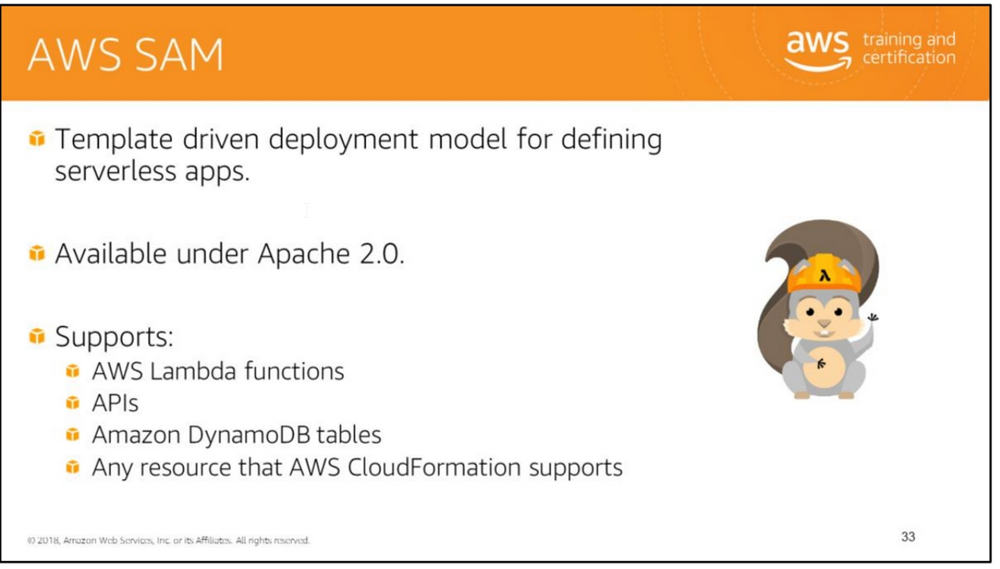 AWS SAM
aws training and
certification
Template driven deployment model for defining
serverless apps.
Available under Apache 2.0.
Supports:
AWS Lambda functions
APIs
Amazon DynamoDB tables
Any resource that AWS CloudFormation supports
λ
© 2018, Amazon Web Services, Inc. or its Affiliates. All rights reserved.
33